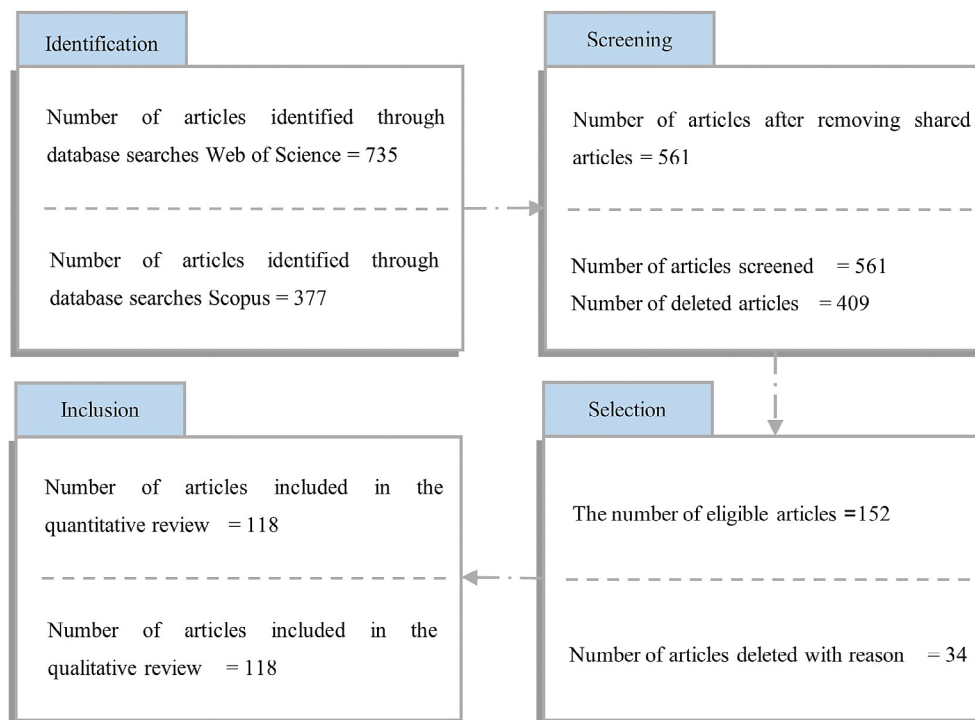 Identification
Number of articles identified through
database searches Web of Science = 735
Number of articles identified through
database searches Scopus = 377
Screening
Number of articles after removing shared
articles = 561
Number of articles screened = 561
Number of deleted articles = 409
Selection
The number of eligible articles =152
Number of articles deleted with reason = 34
Inclusion
Number of articles included in the
quantitative review = 118
Number of articles included in the
qualitative review = 118